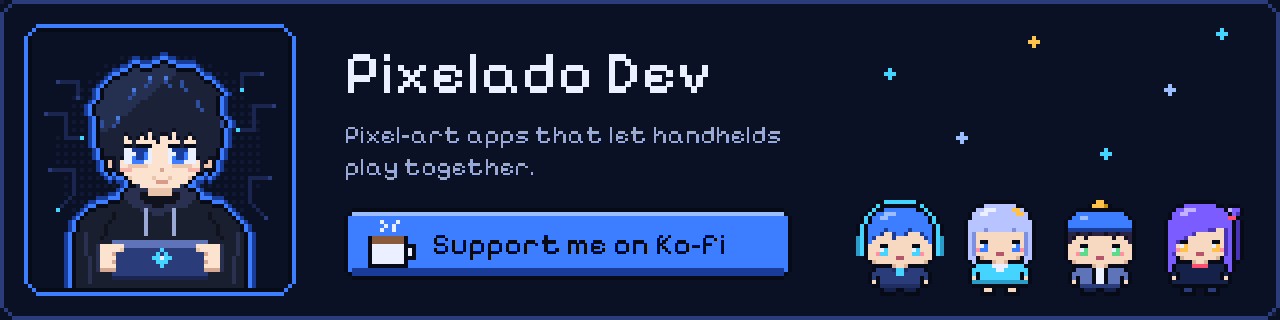 Pixelado Dev
Pixel-art apps that let handhelds
play together.
Support me on Ko-fi